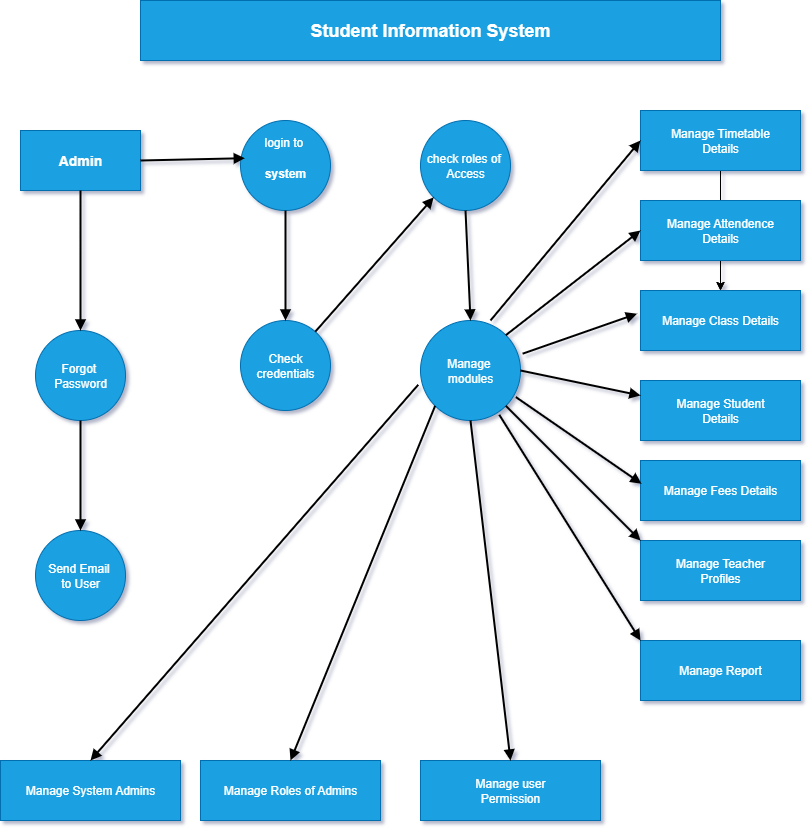 Student Information System
Admin
login to
system
check roles of
Access
Manage Timetable
Details
Manage Attendence
Details
Manage Class Details
Forgot
Password
Check
credentials
Manage
modules
Manage Student
Details
Manage Fees Details
Send Email
to User
Manage Teacher
Profiles
Manage Report
Manage System Admins
Manage Roles of Admins
Manage user
Permission